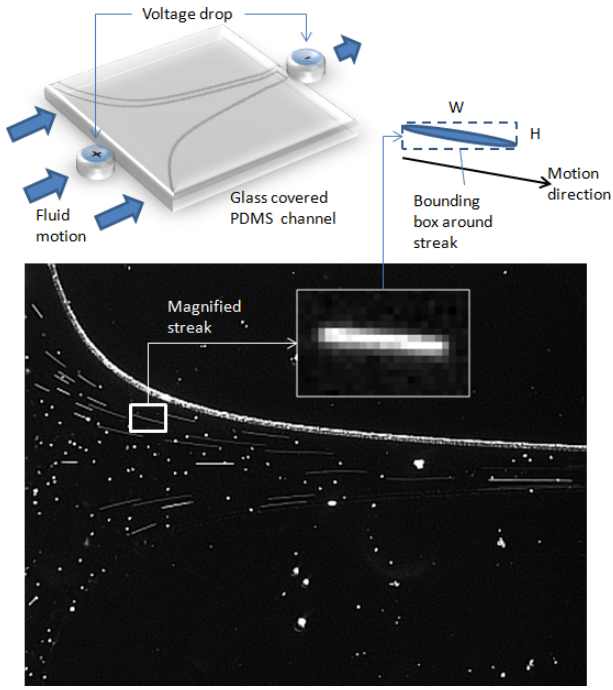 Voltage drop
+
-
Fluid
motion
Glass covered
PDMS channel
W
H
Motion
direction
Bounding
box around
streak
Magnified
streak